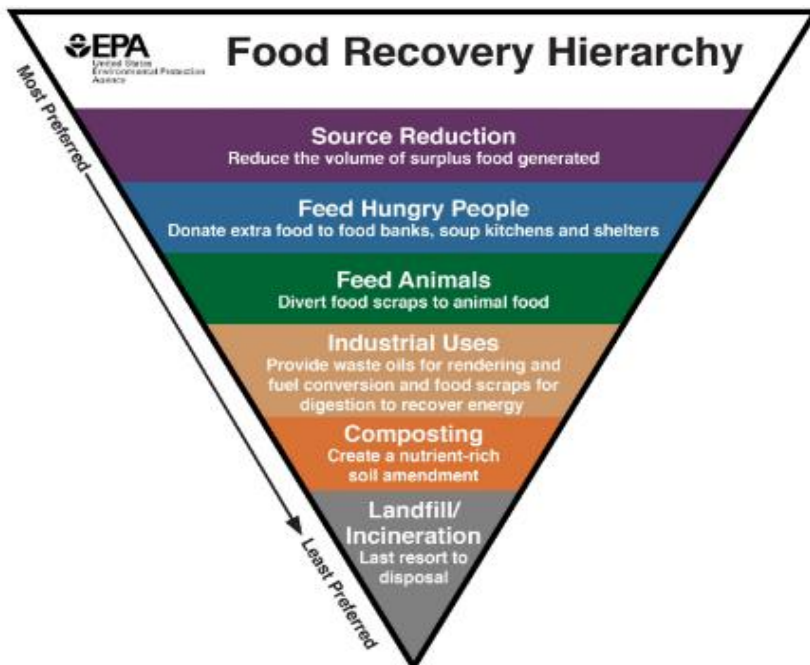 EPA
United States
Environmental Protection
Agency
Food Recovery Hierarchy
Most Preferred
Source Reduction
Reduce the volume of surplus food generated
Feed Hungry People
Donate extra food to food banks, soup kitchens and shelters
Feed Animals
Divert food scraps to animal food
Industrial Uses
Provide waste oils for rendering and
fuel conversion and food scraps for
digestion to recover energy
Composting
Create a nutrient-rich
soil amendment
Landfill/
Incineration
Last resort to
disposal
Least Preferred